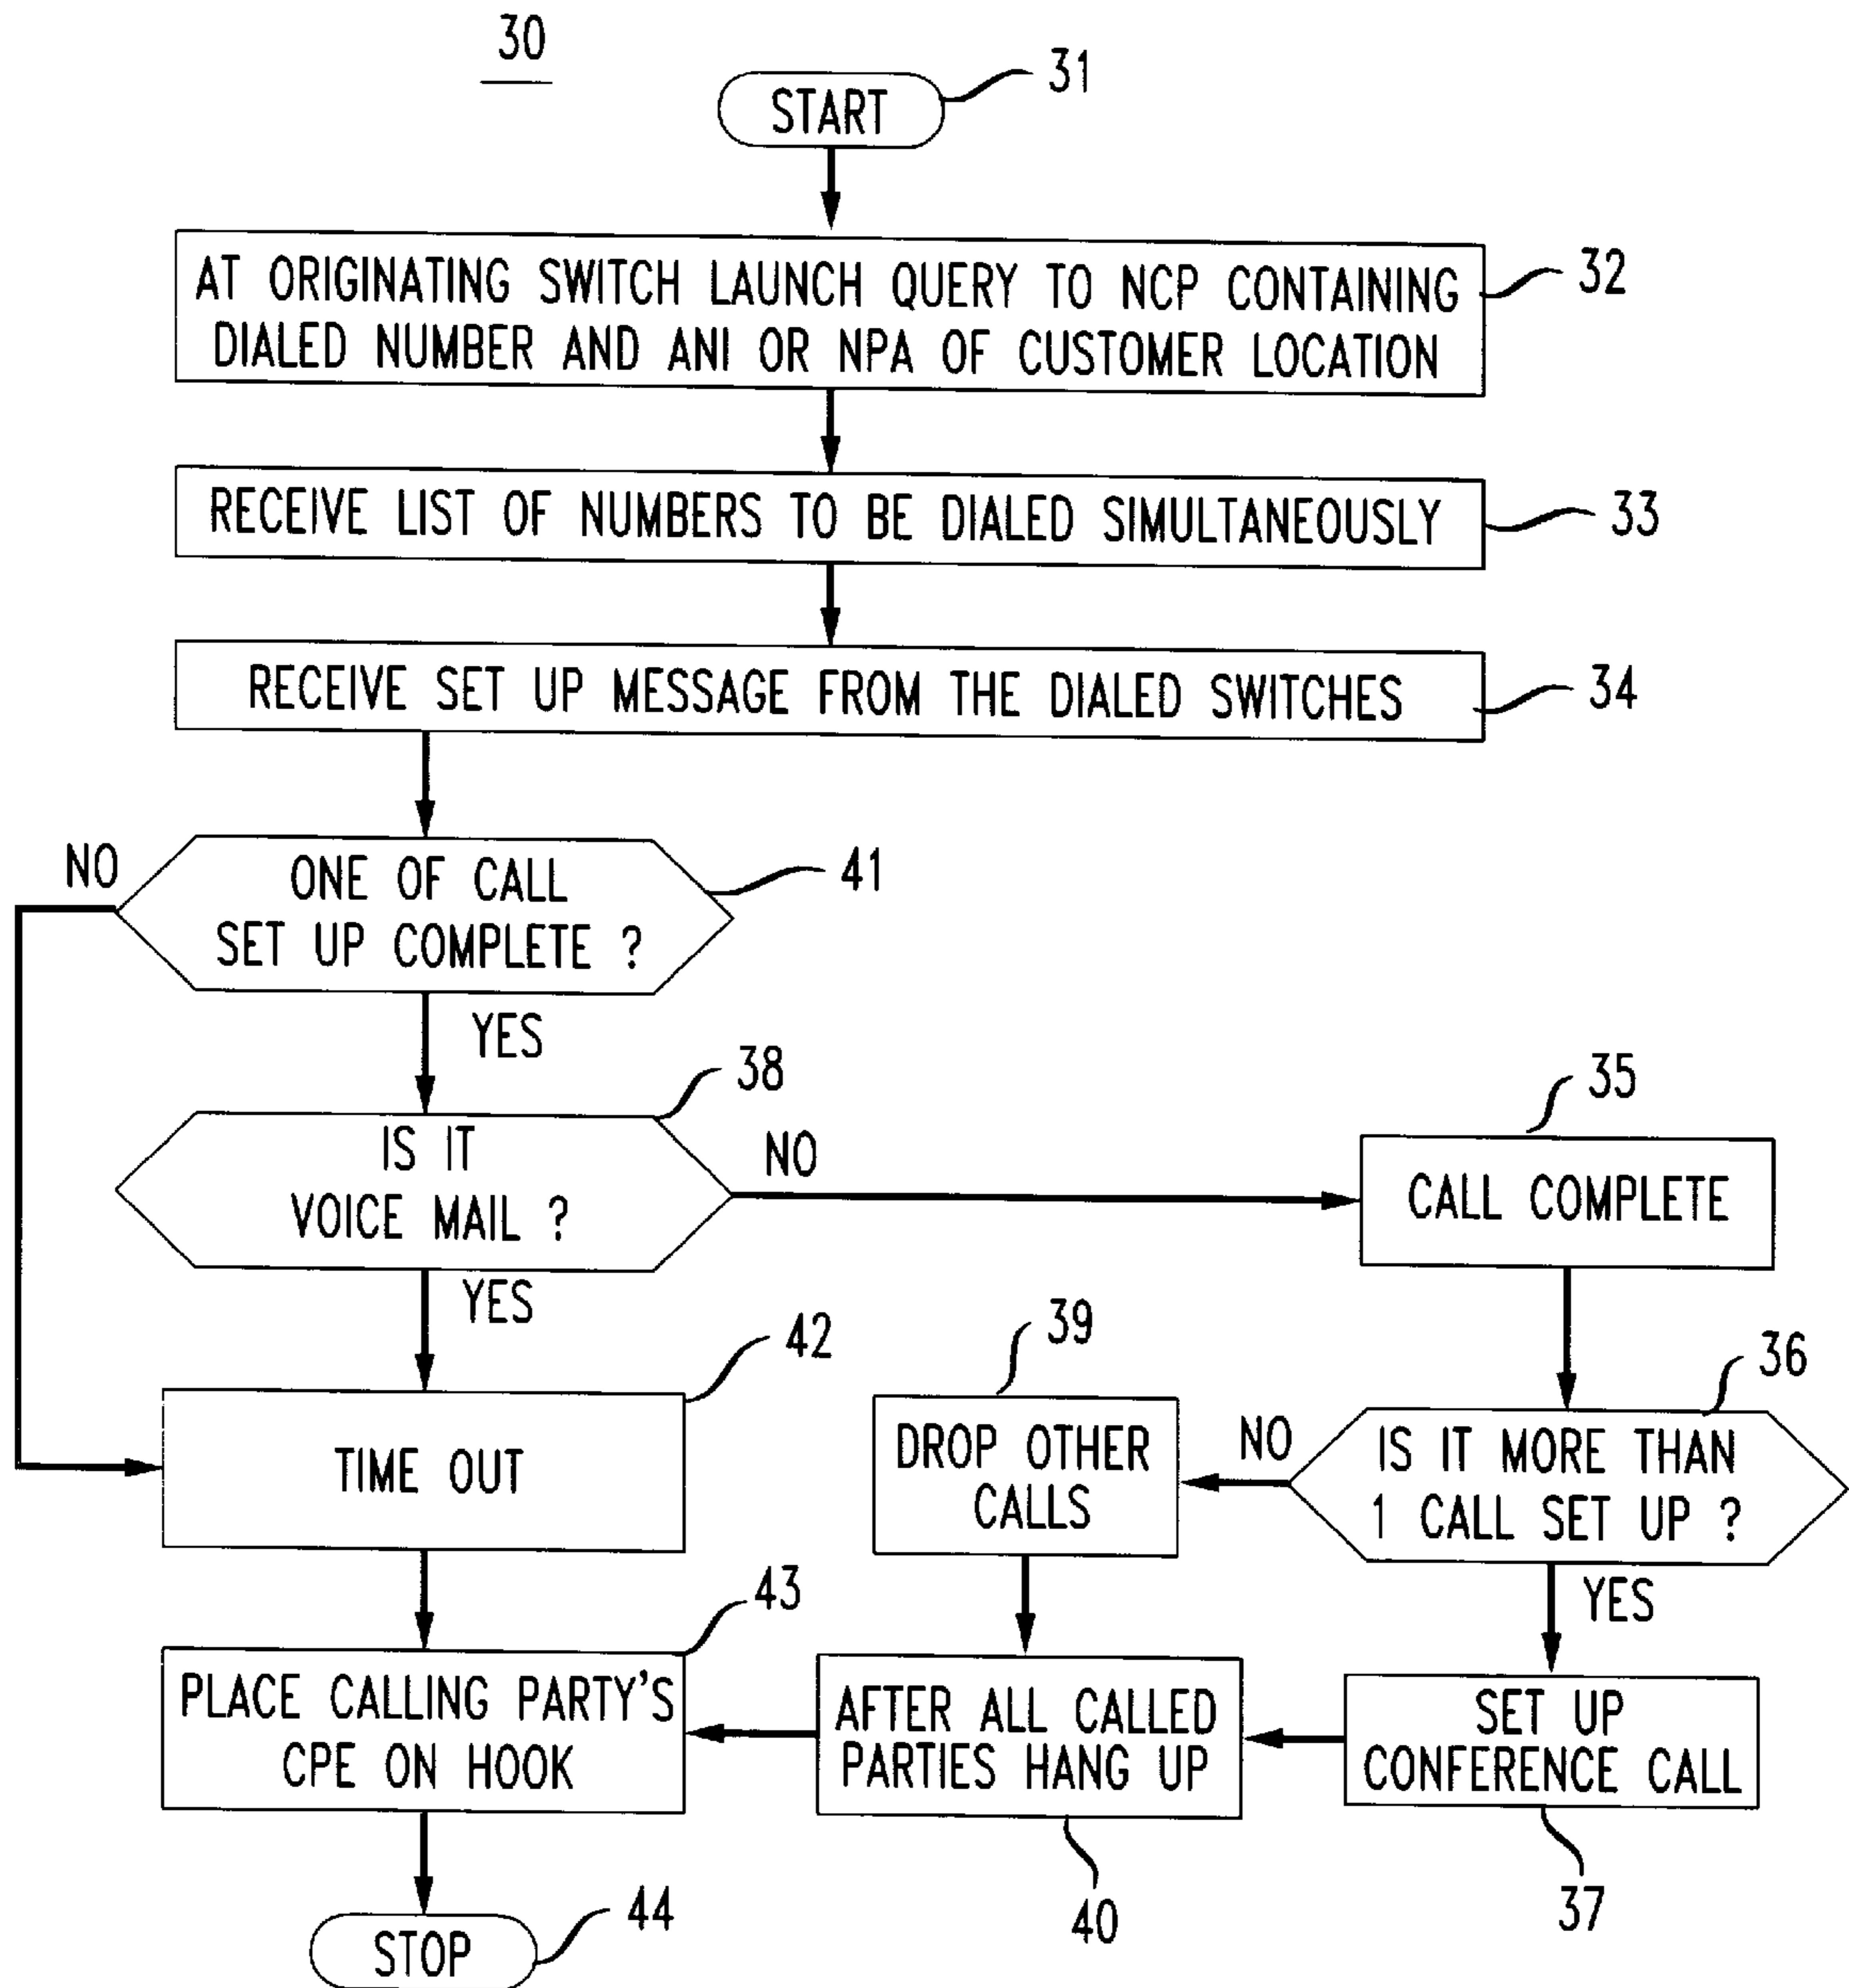 30
START
31
AT ORIGINATING SWITCH LAUNCH QUERY TO NCP CONTAINING
DIALED NUMBER AND ANI OR NPA OF CUSTOMER LOCATION
32
RECEIVE LIST OF NUMBERS TO BE DIALED SIMULTANEOUSLY
33
RECEIVE SET UP MESSAGE FROM THE DIALED SWITCHES
34
NO
ONE OF CALL
SET UP COMPLETE ?
41
YES
38
IS IT
VOICE MAIL ?
NO
35
CALL COMPLETE
YES
42
TIME OUT
39
DROP OTHER
CALLS
NO
36
IS IT MORE THAN
1 CALL SET UP ?
YES
43
PLACE CALLING PARTY'S
CPE ON HOOK
AFTER ALL CALLED
PARTIES HANG UP
40
SET UP
CONFERENCE CALL
37
STOP
44